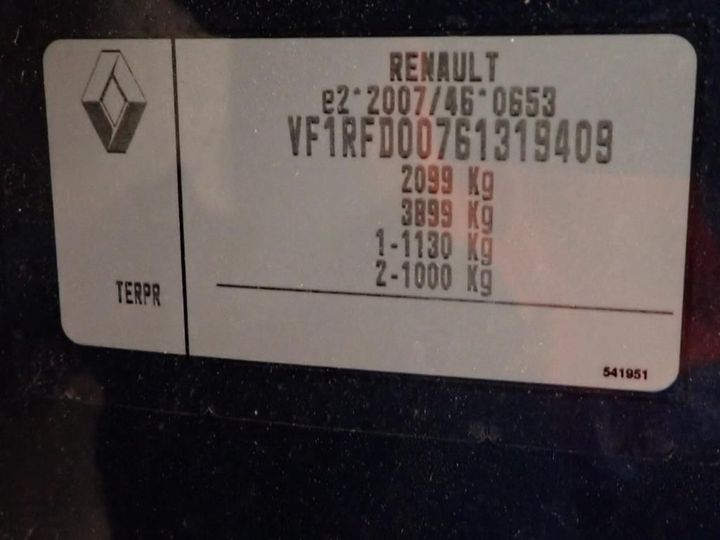 RENAULT
e2*2007/46*0653
VF1RFD00761319409
2099 Kg
3899 Kg
1-1130 Kg
2-1000 Kg
TERPR
541951